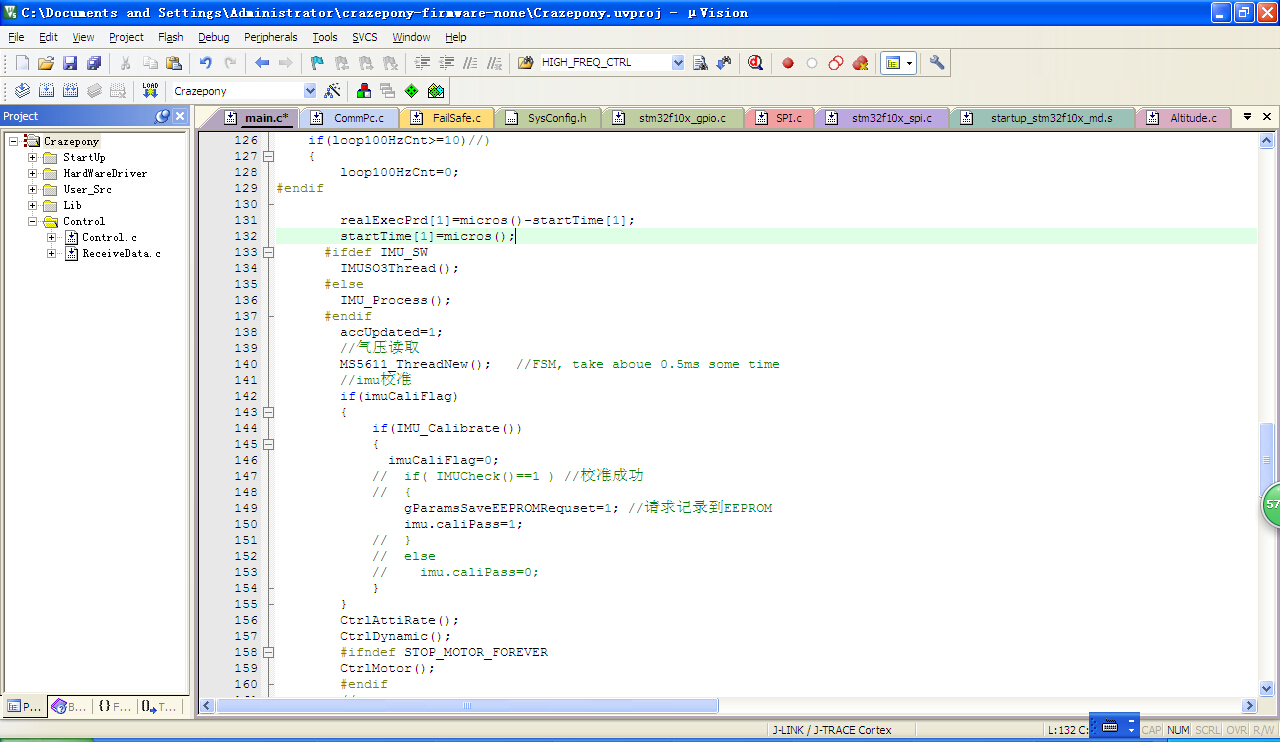 C:\Documents and Settings\Administrator\crazepony-firmware-none\Crazepony.uvproj - µVision
File Edit View Project Flash Debug Peripherals Tools SVCS Window Help
HIGH_FREQ_CTRL
LOAD Crazepony
Project
main.c* CommPc.c FailSafe.c SysConfig.h stm32f10x_gpio.c SPI.c stm32f10x_spi.c startup_stm32f10x_md.s Altitude.c
Crazepony
StartUp
HardWareDriver
User_Src
Lib
Control
Control.c
ReceiveData.c
126 if(loop100HzCnt>=10)//)
127 {
128 loop100HzCnt=0;
129 #endif
130
131 realExecPrd[1]=micros()-startTime[1];
132 startTime[1]=micros();
133 #ifdef IMU_SW
134 IMUSO3Thread();
135 #else
136 IMU_Process();
137 #endif
138 accUpdated=1;
139 //气压读取
140 MS5611_ThreadNew(); //FSM, take aboue 0.5ms some time
141 //imu校准
142 if(imuCaliFlag)
143 {
144 if(IMU_Calibrate())
145 {
146 imuCaliFlag=0;
147 // if( IMUCheck()==1 ) //校准成功
148 // {
149 gParamsSaveEEPROMRequset=1; //请求记录到EEPROM
150 imu.caliPass=1;
151 // }
152 // else
153 // imu.caliPass=0;
154 }
155 }
156 CtrlAttiRate();
157 CtrlDynamic();
158 #ifndef STOP_MOTOR_FOREVER
159 CtrlMotor();
160 #endif
57
P... B... {} F... T...
J-LINK / J-TRACE Cortex L:132 C: CAP NUM SCRL OVR R/W